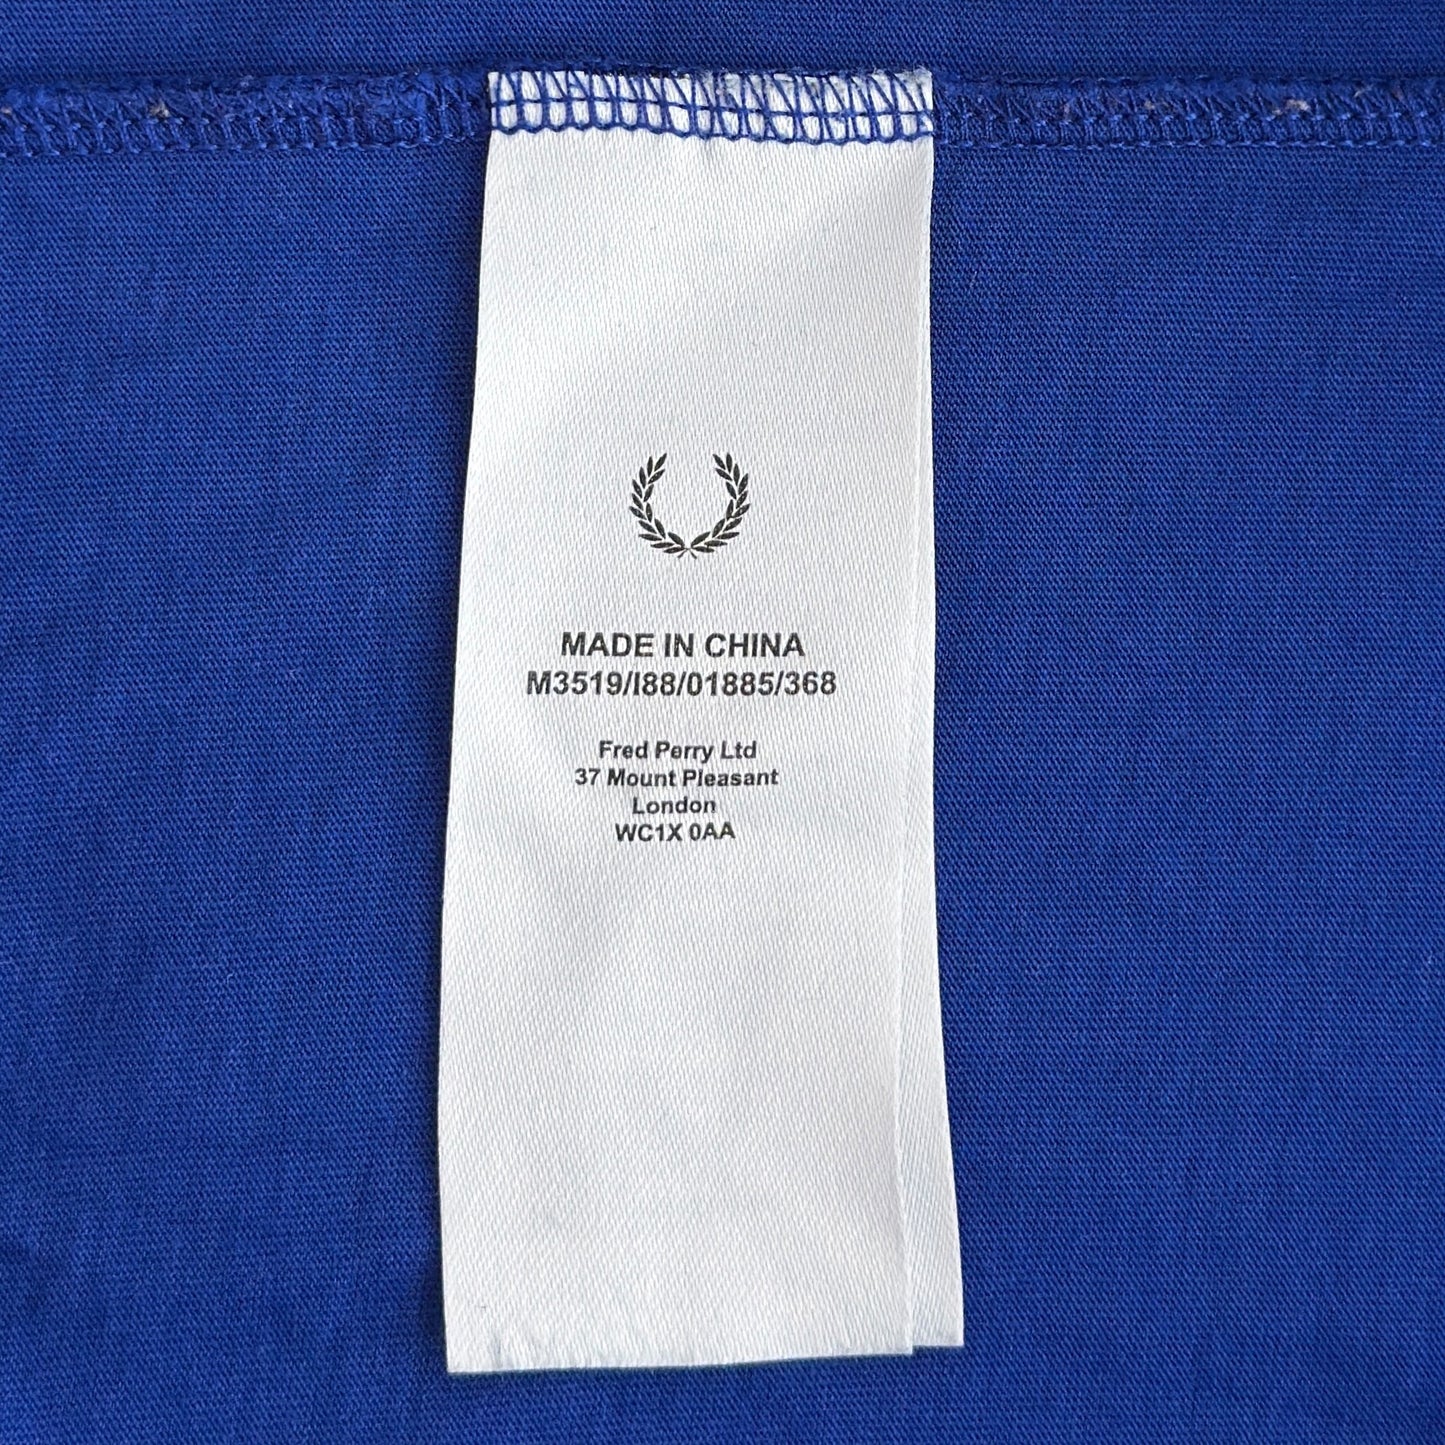 MADE IN CHINA
M3519/I88/01885/368
Fred Perry Ltd
37 Mount Pleasant
London
WC1X 0AA